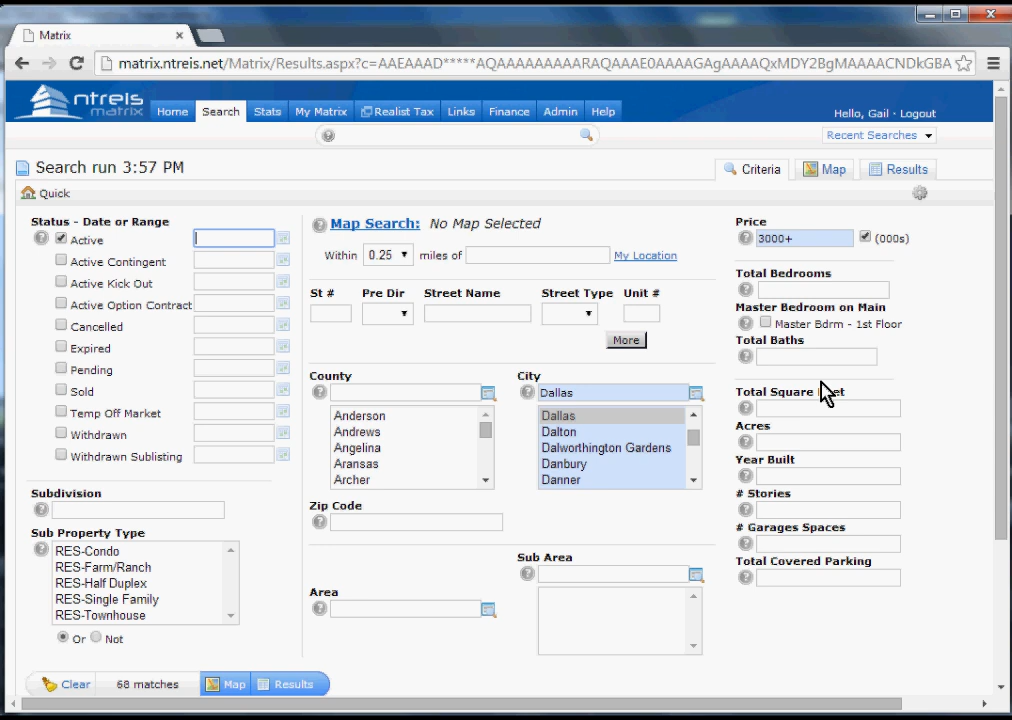 Matrix
matrix.ntreis.net/Matrix/Results.aspx?c=AAEAAAD*****AQAAAAAAAAARAQAAAE0AAAAGAgAAAAQxMDY2BgMAAAACNDkGBA
ntreis
matrix
Home Search Stats My Matrix Realist Tax Links Finance Admin Help
Hello, Gail · Logout
Recent Searches
Search run 3:57 PM
Criteria Map Results
Quick
Status - Date or Range
Active
Active Contingent
Active Kick Out
Active Option Contract
Cancelled
Expired
Pending
Sold
Temp Off Market
Withdrawn
Withdrawn Sublisting
Subdivision
Sub Property Type
RES-Condo
RES-Farm/Ranch
RES-Half Duplex
RES-Single Family
RES-Townhouse
Or Not
Map Search: No Map Selected
Within 0.25 miles of My Location
St # Pre Dir Street Name Street Type Unit #
More
County
Anderson
Andrews
Angelina
Aransas
Archer
City
Dallas
Dallas
Dalton
Dalworthington Gardens
Danbury
Danner
Zip Code
Sub Area
Area
Price
3000+ (000s)
Total Bedrooms
Master Bedroom on Main
Master Bdrm - 1st Floor
Total Baths
Total Square
Acres
Year Built
# Stories
# Garages Spaces
Total Covered Parking
Clear 68 matches Map Results